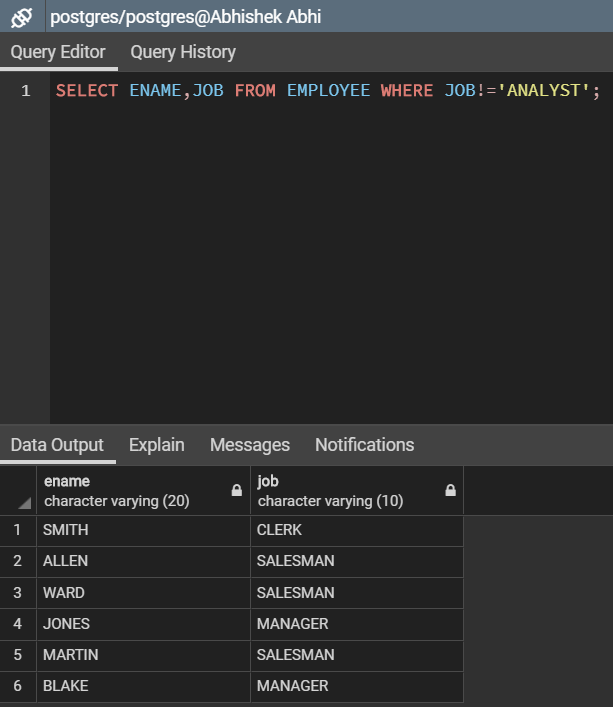 postgres/postgres@Abhishek Abhi
Query Editor Query History
1 SELECT ENAME,JOB FROM EMPLOYEE WHERE JOB!='ANALYST';
Data Output Explain Messages Notifications
ename job
character varying (20) character varying (10)
1 SMITH CLERK
2 ALLEN SALESMAN
3 WARD SALESMAN
4 JONES MANAGER
5 MARTIN SALESMAN
6 BLAKE MANAGER